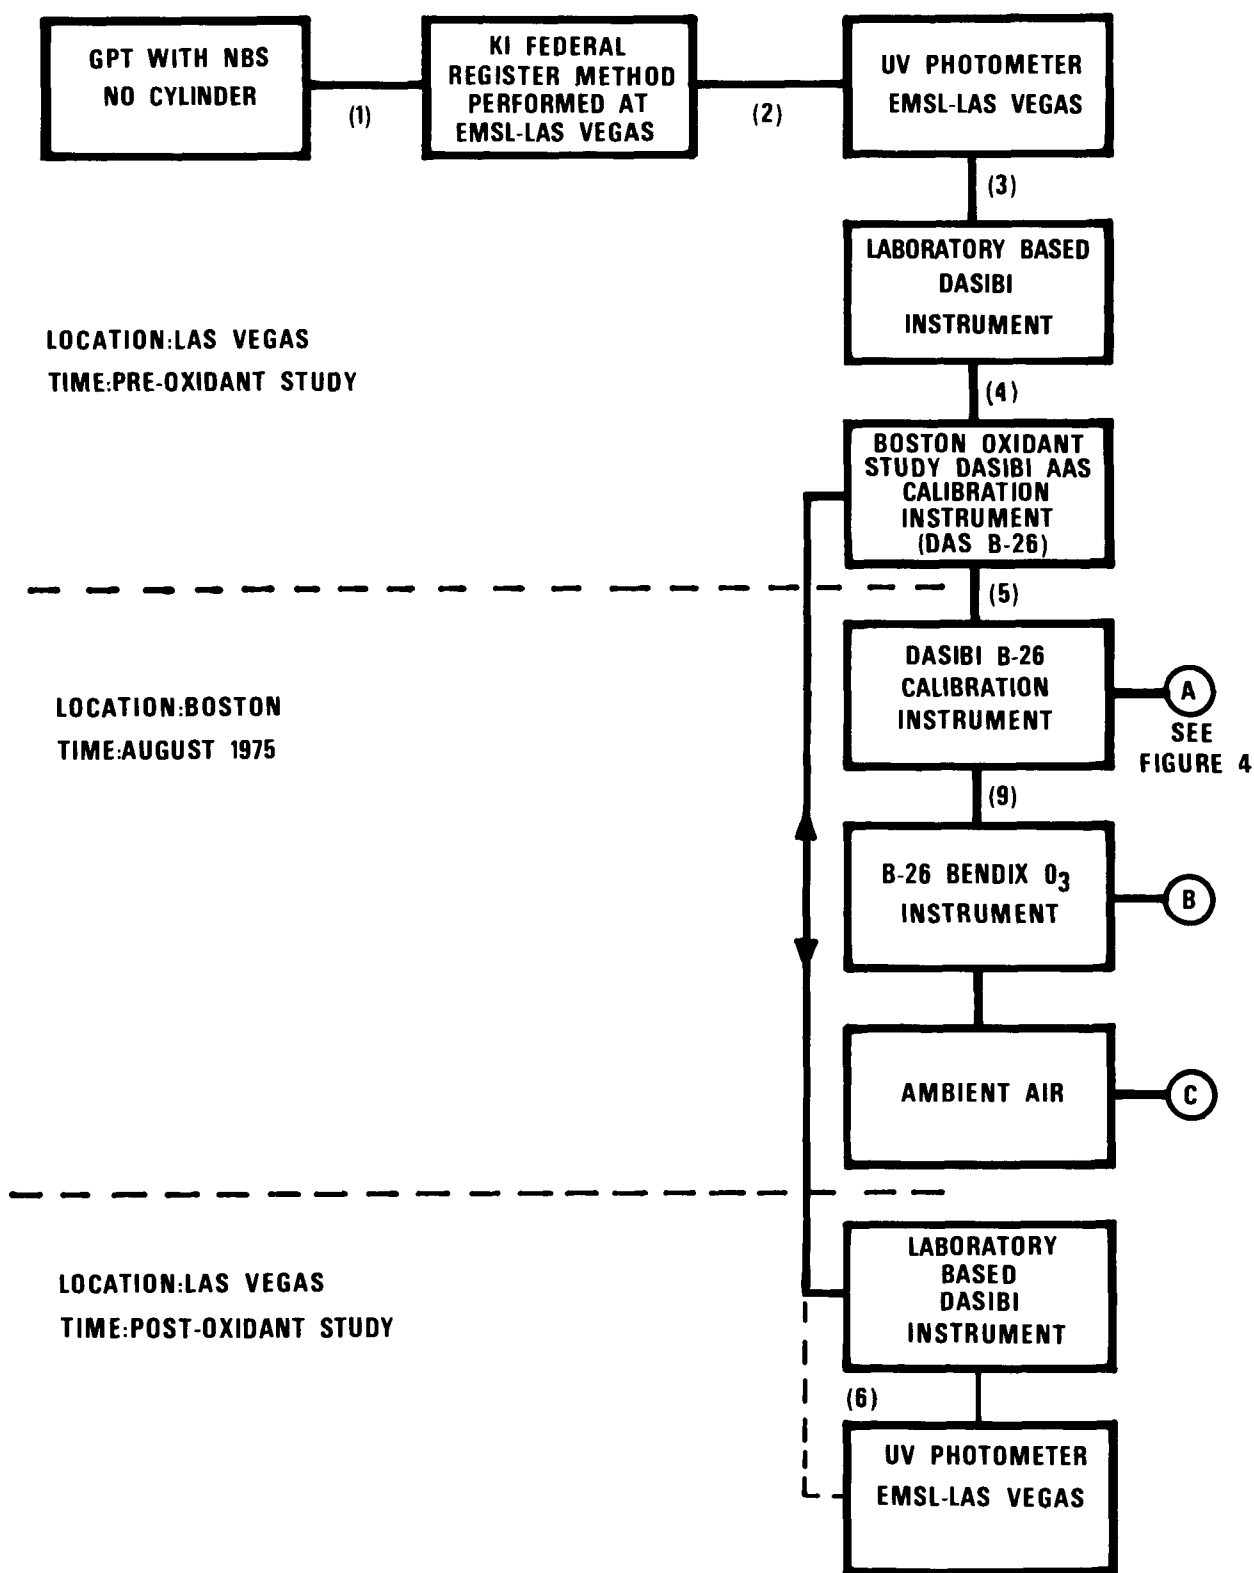 GPT WITH NBS
NO CYLINDER
(1)
KI FEDERAL
REGISTER METHOD
PERFORMED AT
EMSL-LAS VEGAS
(2)
UV PHOTOMETER
EMSL-LAS VEGAS
(3)
LABORATORY BASED
DASIBI
INSTRUMENT
LOCATION:LAS VEGAS
TIME:PRE-OXIDANT STUDY
(4)
BOSTON OXIDANT
STUDY DASIBI AAS
CALIBRATION
INSTRUMENT
(DAS B-26)
(5)
DASIBI B-26
CALIBRATION
INSTRUMENT
A
SEE
FIGURE 4
LOCATION:BOSTON
TIME:AUGUST 1975
(9)
B-26 BENDIX O3
INSTRUMENT
B
AMBIENT AIR
C
LABORATORY
BASED
DASIBI
INSTRUMENT
LOCATION:LAS VEGAS
TIME:POST-OXIDANT STUDY
(6)
UV PHOTOMETER
EMSL-LAS VEGAS